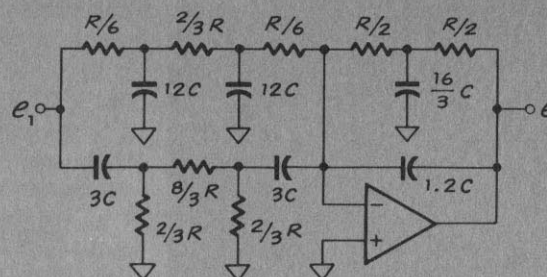 R/6 2/3 R R/6 R/2 R/2
12C 12C 16/3 C
e₁ e
3C 8/3 R 3C 1.2C
2/3 R 2/3 R
−
+